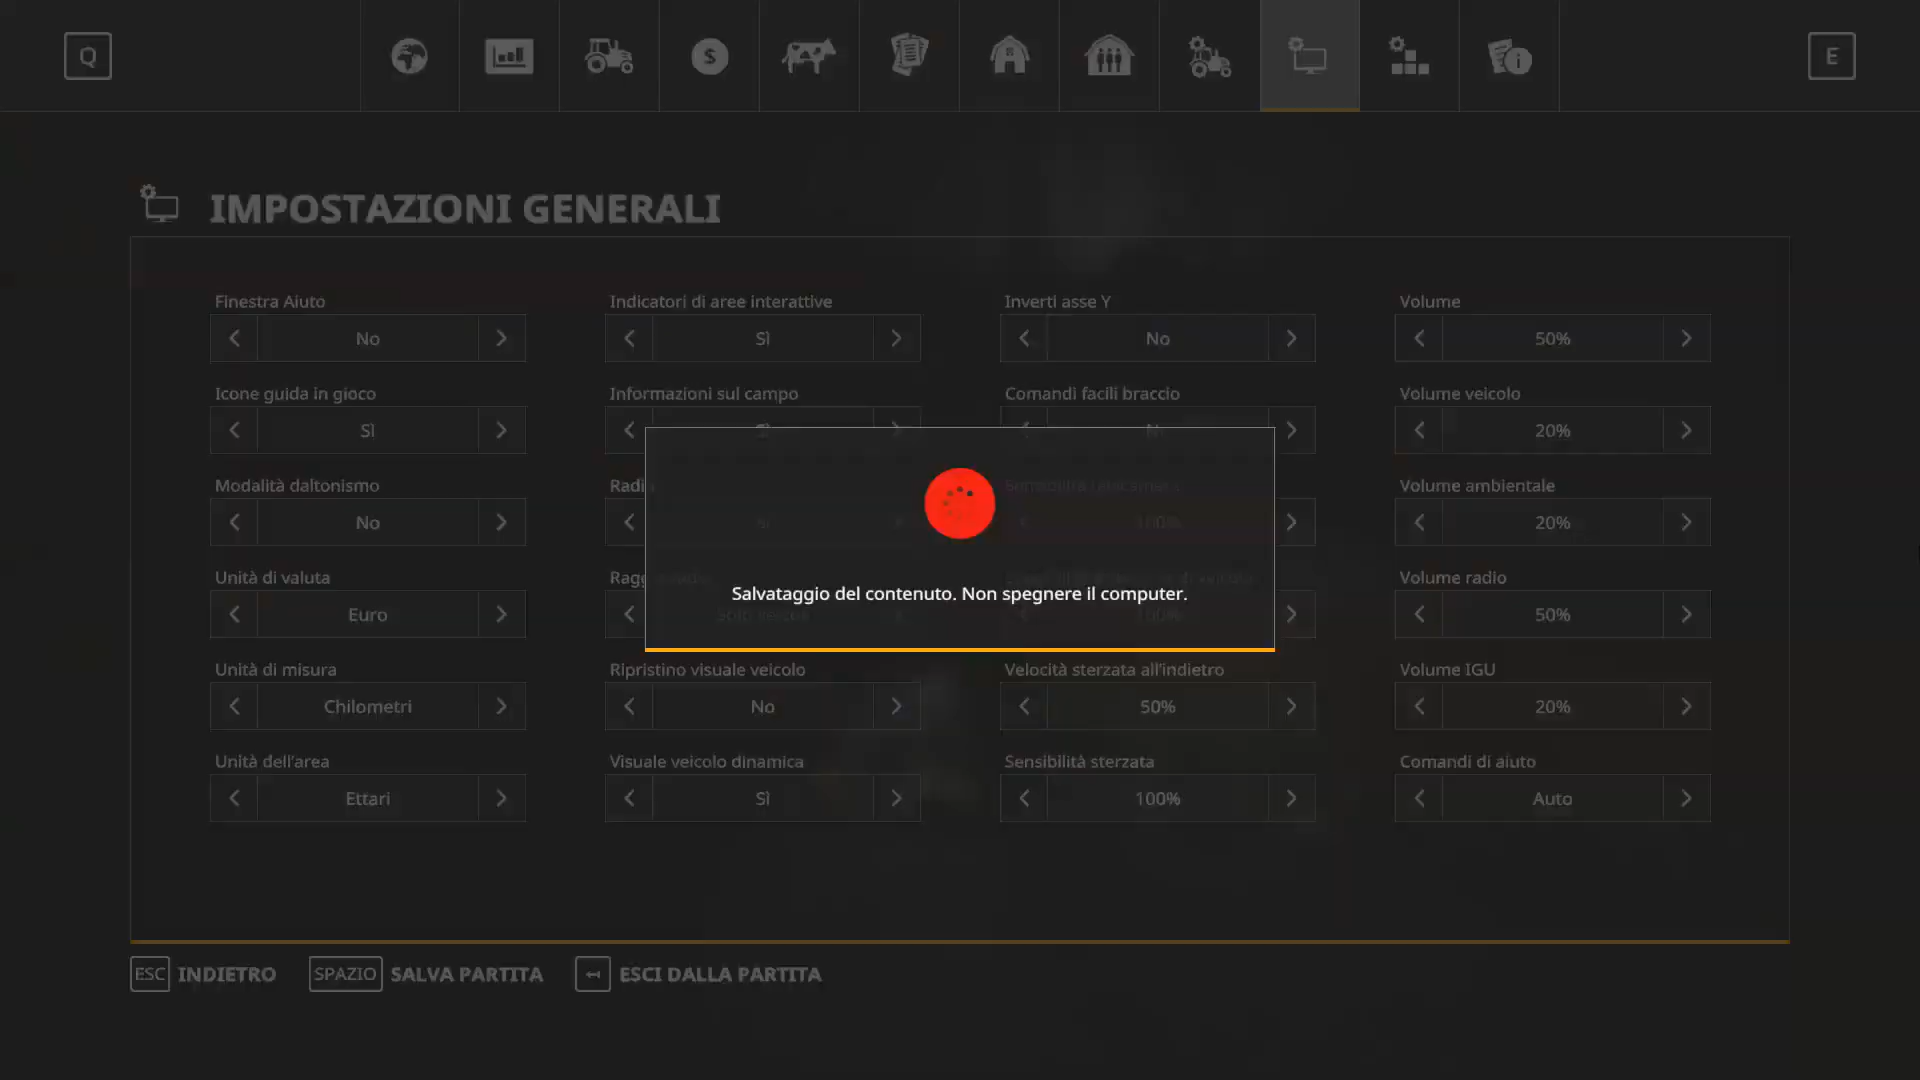 Q
E
IMPOSTAZIONI GENERALI
Finestra Aiuto
No
Indicatori di aree interattive
Sì
Inverti asse Y
No
Volume
50%
Icone guida in gioco
Sì
Informazioni sul campo
Sì
Comandi facili braccio
Volume veicolo
20%
Modalità daltonismo
No
100%
Volume ambientale
20%
Unità di valuta
Euro
100%
Volume radio
50%
Salvataggio del contenuto. Non spegnere il computer.
Unità di misura
Chilometri
Ripristino visuale veicolo
No
Velocità sterzata all'indietro
50%
Volume IGU
20%
Unità dell'area
Ettari
Visuale veicolo dinamica
Sì
Sensibilità sterzata
100%
Comandi di aiuto
Auto
ESC INDIETRO SPAZIO SALVA PARTITA ESCI DALLA PARTITA